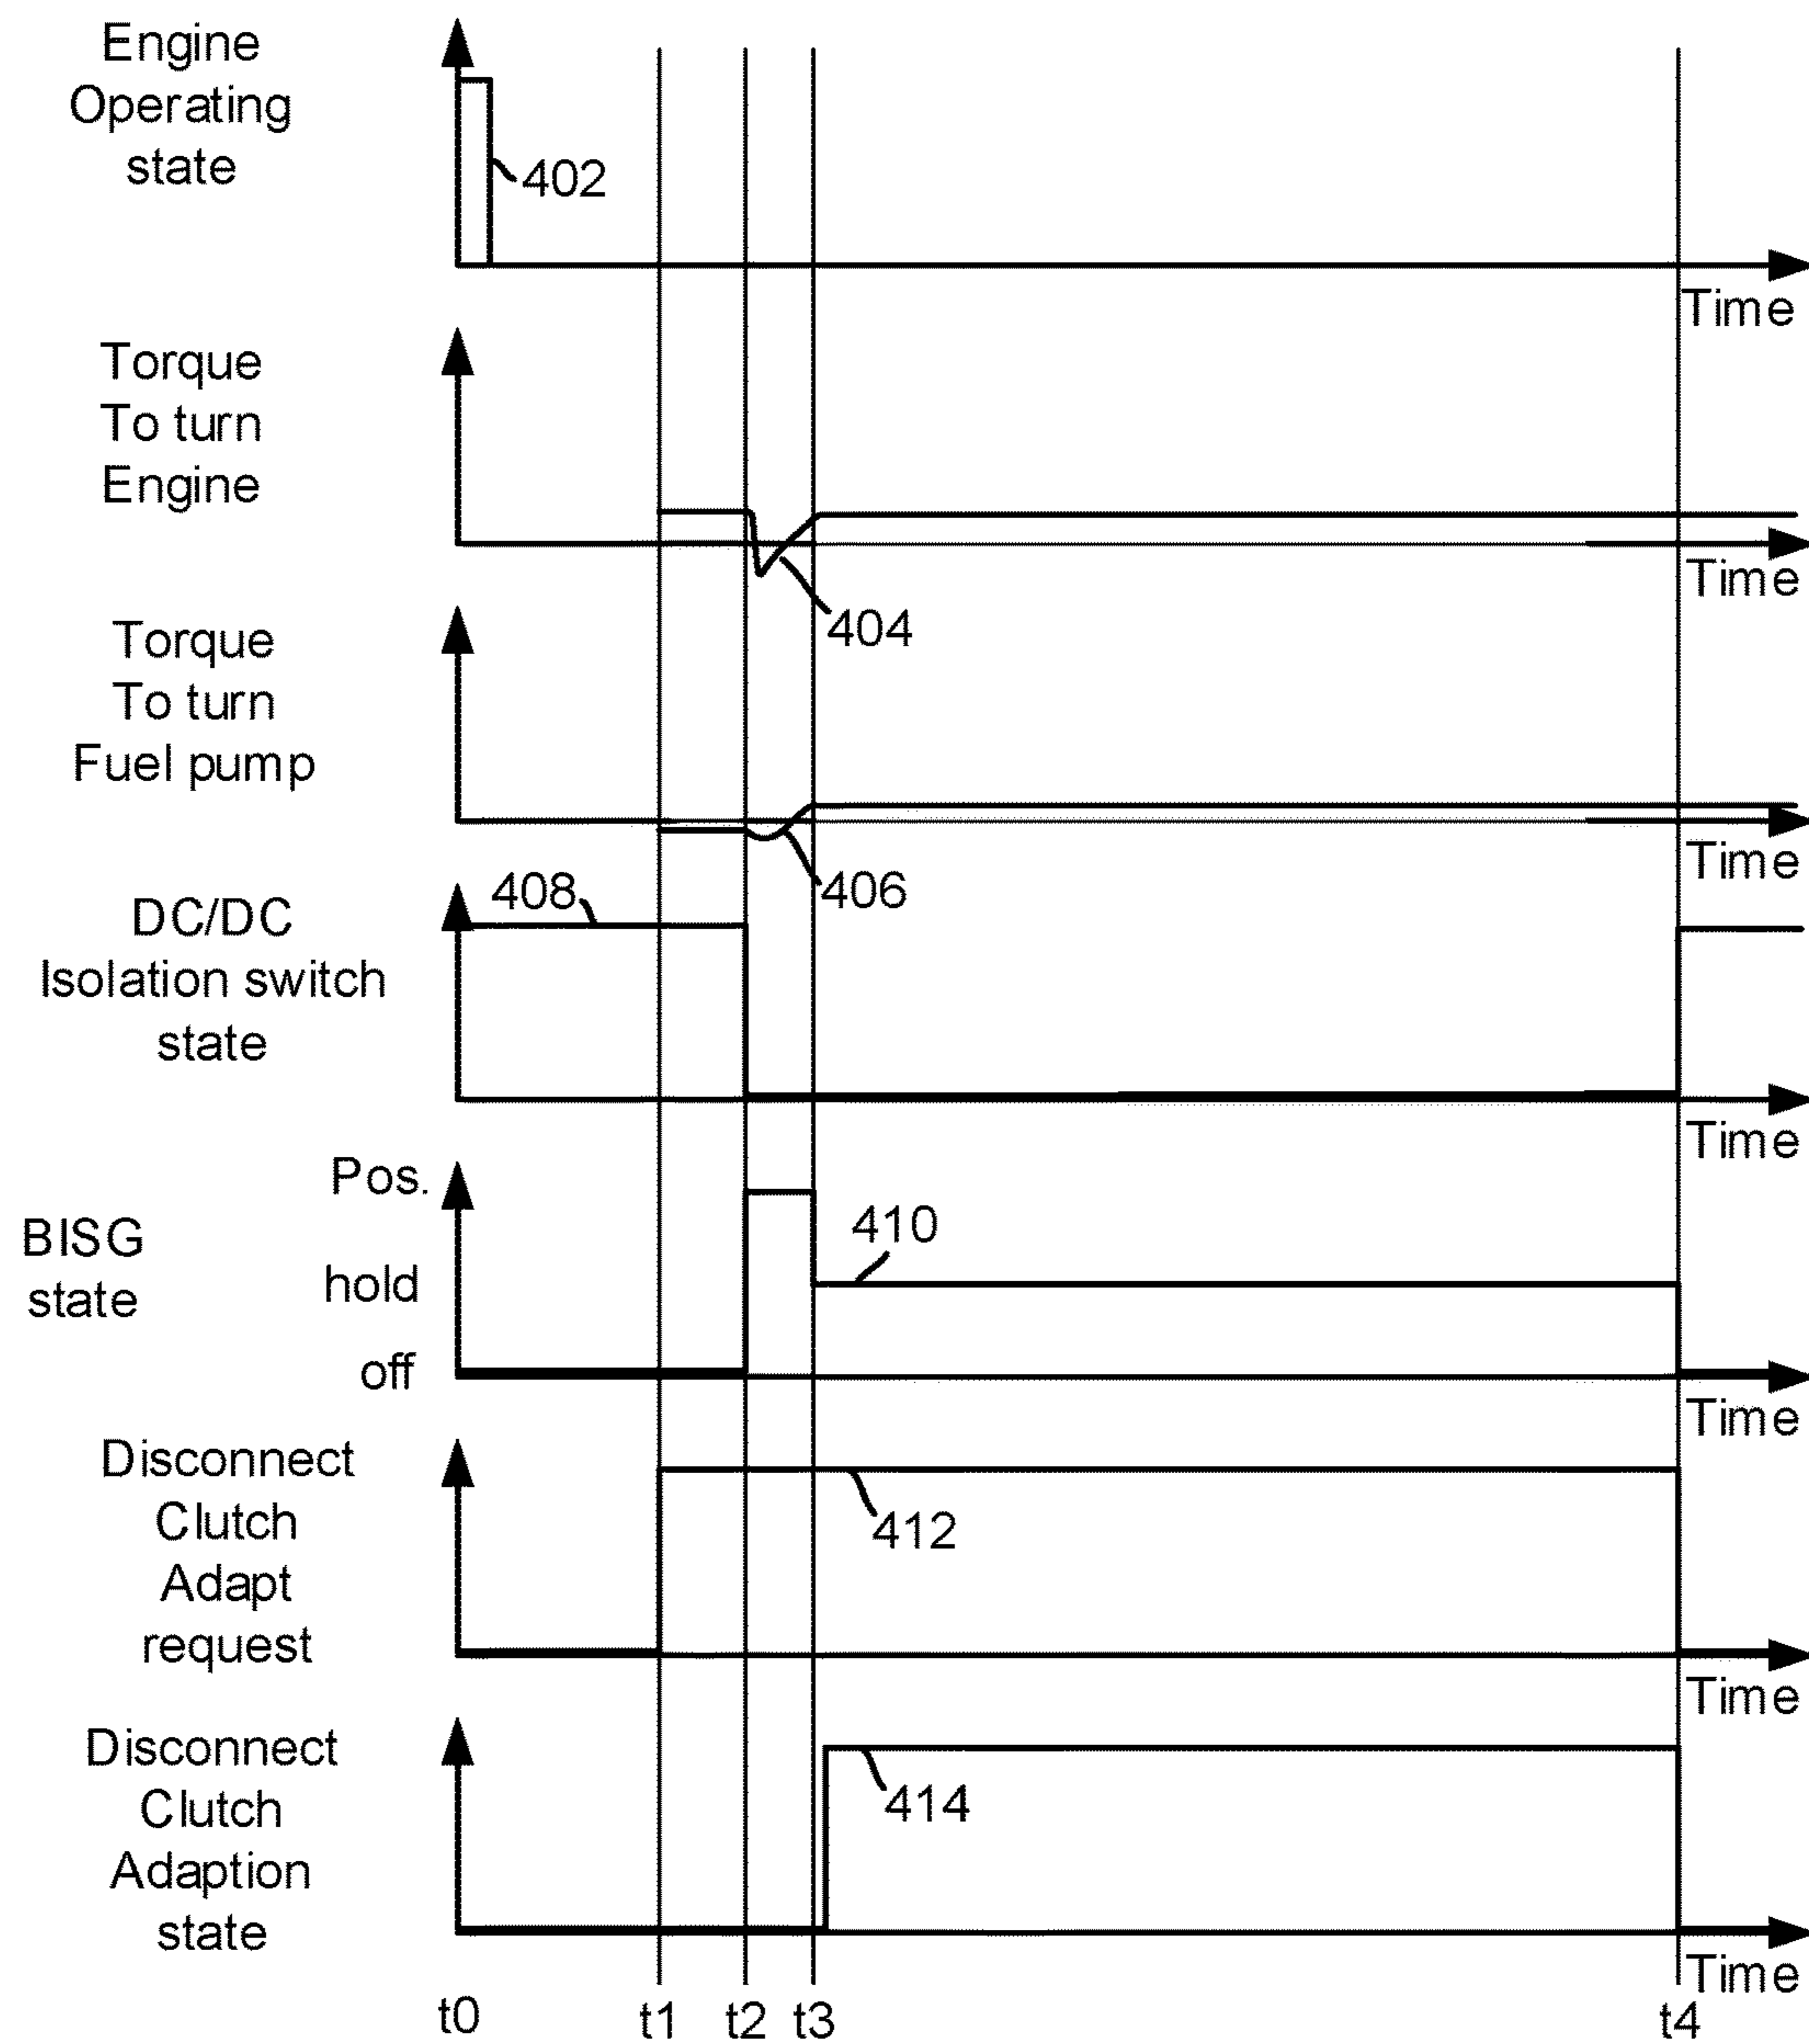 Engine
Operating
state
402
Time
Torque
To turn
Engine
404
Time
Torque
To turn
Fuel pump
406
Time
DC/DC
Isolation switch
state
408
Time
BISG
state
Pos.
hold
off
410
Time
Disconnect
Clutch
Adapt
request
412
Time
Disconnect
Clutch
Adaption
state
414
Time
t0 t1 t2 t3 t4